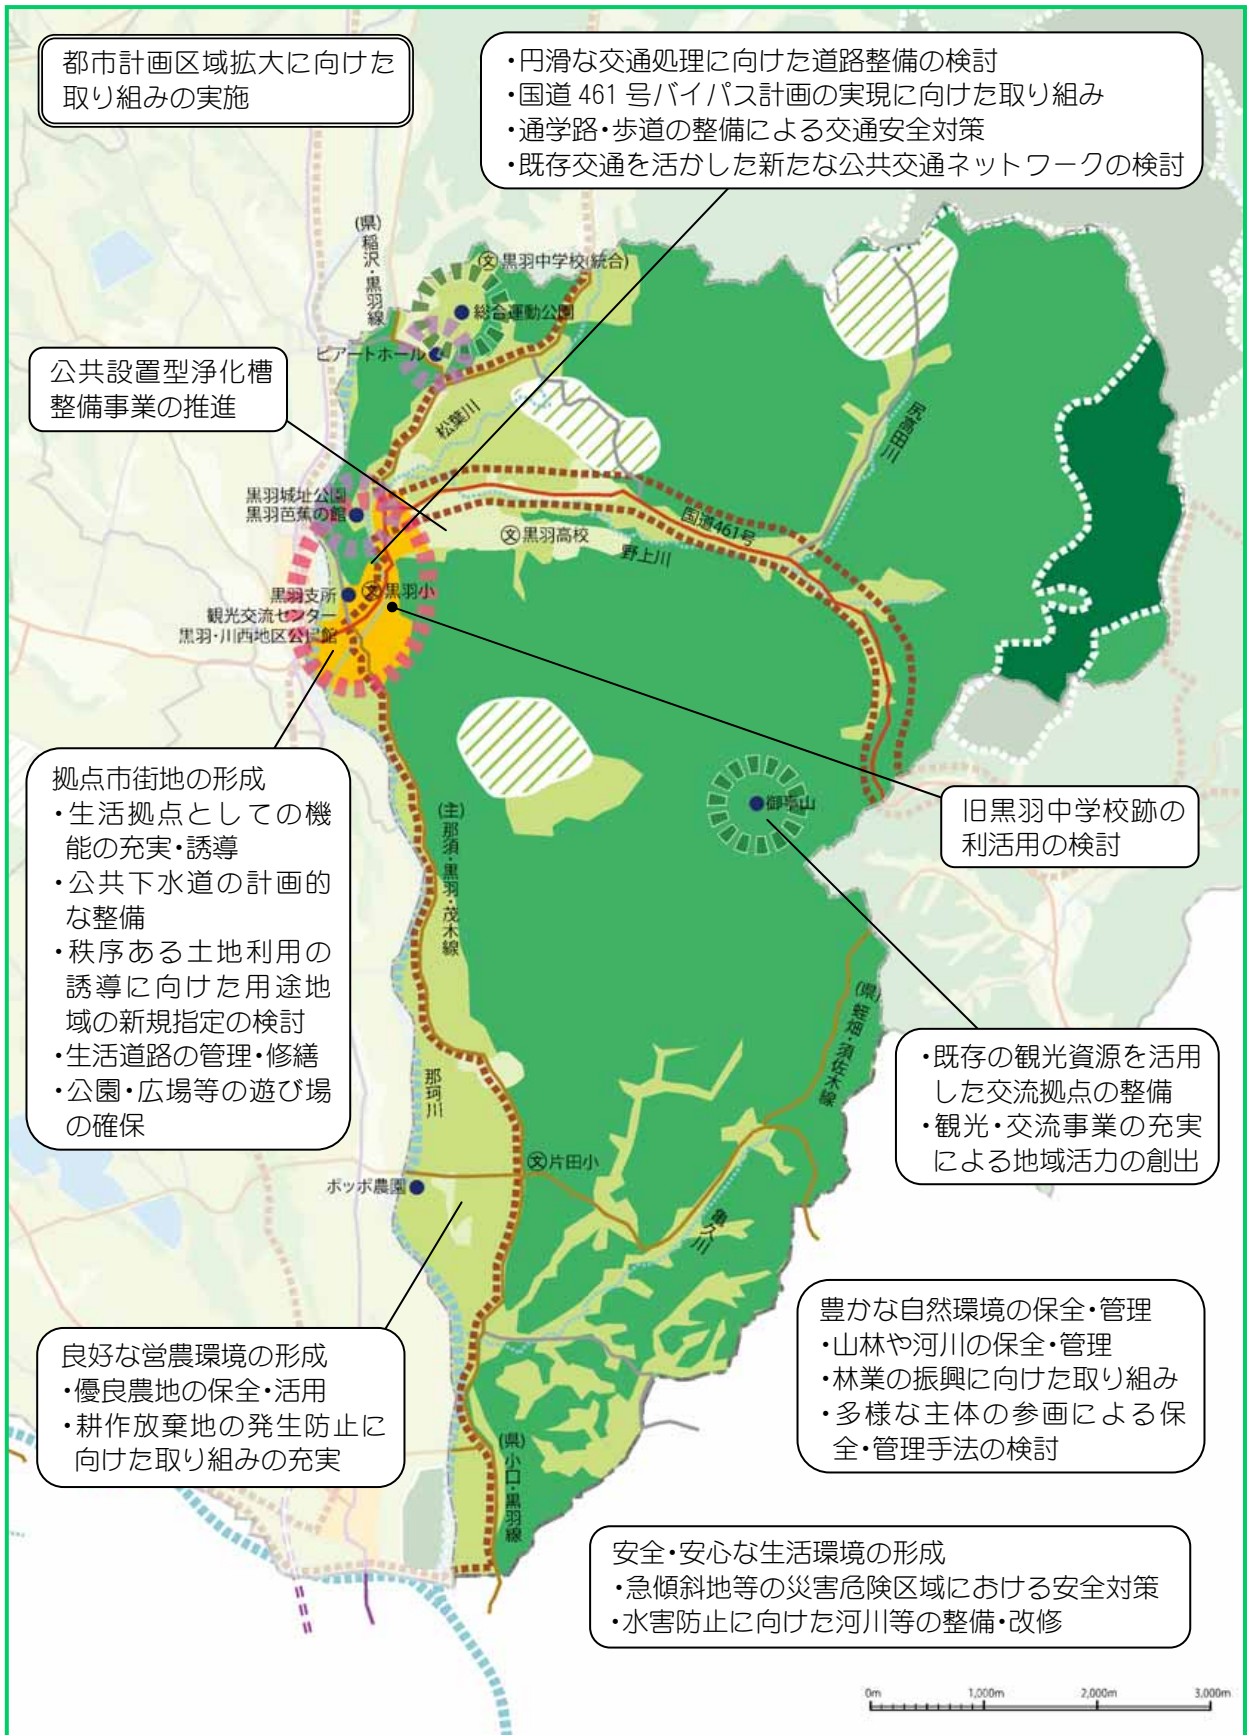 都市計画区域拡大に向けた
取り組みの実施
・円滑な交通処理に向けた道路整備の検討
・国道 461 号バイパス計画の実現に向けた取り組み
・通学路・歩道の整備による交通安全対策
・既存交通を活かした新たな公共交通ネットワークの検討
(県)稲沢・黒羽線
文黒羽中学校(統合)
総合運動公園
ピアートホール
公共設置型浄化槽
整備事業の推進
松葉川
尻高田川
黒羽城址公園
黒羽芭蕉の館
国道461号
文黒羽高校
野上川
黒羽支所
文黒羽小
観光交流センター
黒羽・川西地区公民館
拠点市街地の形成
・生活拠点としての機
能の充実・誘導
・公共下水道の計画的
な整備
・秩序ある土地利用の
誘導に向けた用途地
域の新規指定の検討
・生活道路の管理・修繕
・公園・広場等の遊び場
の確保
(主)那須・黒羽・茂木線
御亭山
旧黒羽中学校跡の
利活用の検討
(県)蛭畑・須佐木線
・既存の観光資源を活用
した交流拠点の整備
・観光・交流事業の充実
による地域活力の創出
那珂川
文片田小
ポッポ農園
亀久川
良好な営農環境の形成
・優良農地の保全・活用
・耕作放棄地の発生防止に
向けた取り組みの充実
豊かな自然環境の保全・管理
・山林や河川の保全・管理
・林業の振興に向けた取り組み
・多様な主体の参画による保
全・管理手法の検討
(県)小口・黒羽線
安全・安心な生活環境の形成
・急傾斜地等の災害危険区域における安全対策
・水害防止に向けた河川等の整備・改修
0m 1,000m 2,000m 3,000m